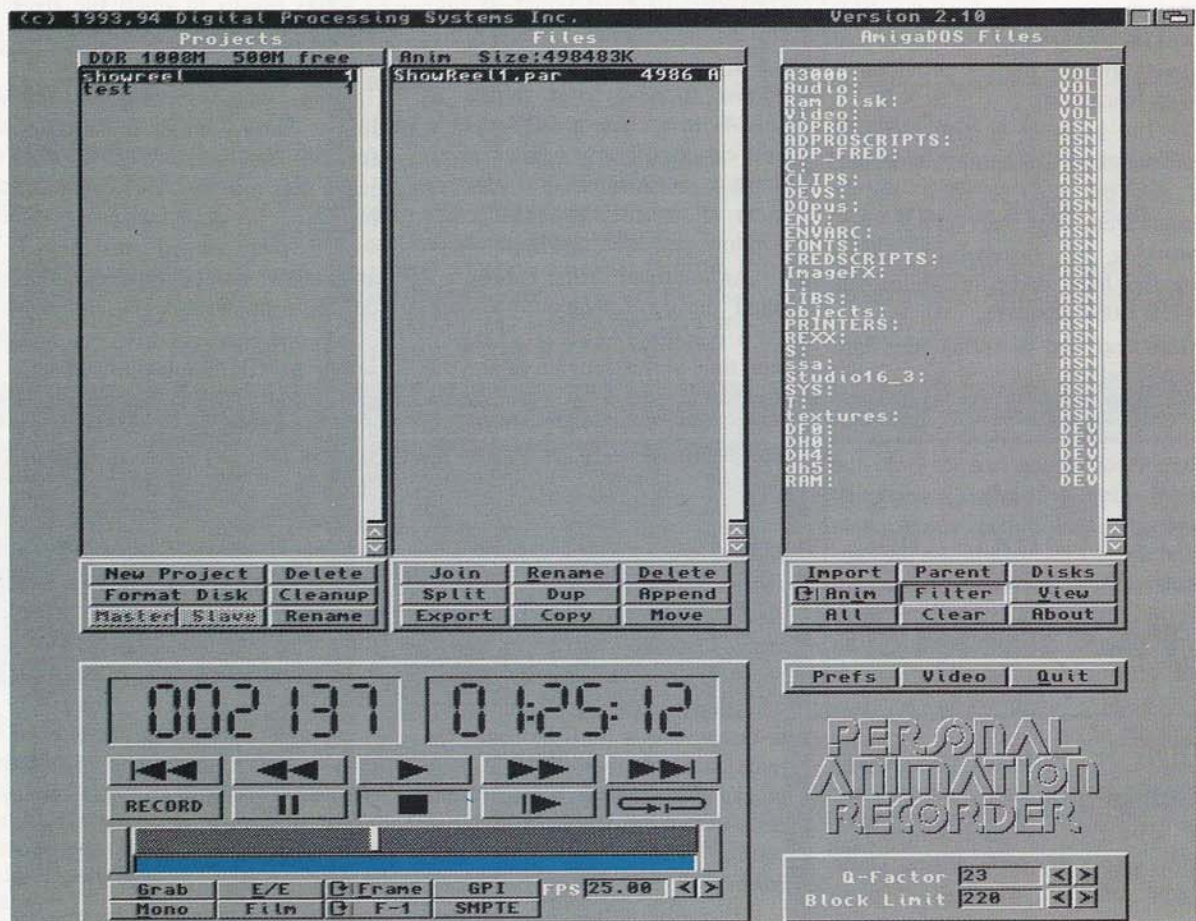 (c) 1993,94 Digital Processing Systems Inc. Version 2.10
Projects
DDR 1008M 500M free
showreel 1
test 1
New Project Delete
Format Disk Cleanup
Master Slave Rename
Files
Anim Size:498483K
ShowReel1.par 4986 A
Join Rename Delete
Split Dup Append
Export Copy Move
AmigaDOS Files
A3000: VOL
Audio: VOL
Ram Disk: VOL
Video: VOL
ADPRO: ASN
ADPROSCRIPTS: ASN
ADP_FRED: ASN
C: ASN
CLIPS: ASN
DEVS: ASN
DOpus: ASN
ENV: ASN
ENVARC: ASN
FONTS: ASN
FREDSCRIPTS: ASN
ImageFX: ASN
L: ASN
LIBS: ASN
objects: ASN
PRINTERS: ASN
REXX: ASN
S: ASN
ssa: ASN
Studio16_3: ASN
SYS: ASN
T: ASN
textures: ASN
DF0: DEV
DH0: DEV
DH4: DEV
dh5: DEV
RAM: DEV
Import Parent Disks
Anim Filter View
All Clear About
002137 01:25:12
RECORD
Grab E/E Frame GPI FPS 25.00
Mono Film F-1 SMPTE
Prefs Video Quit
PERSONAL
ANIMATION
RECORDER
Q-Factor 23
Block Limit 220